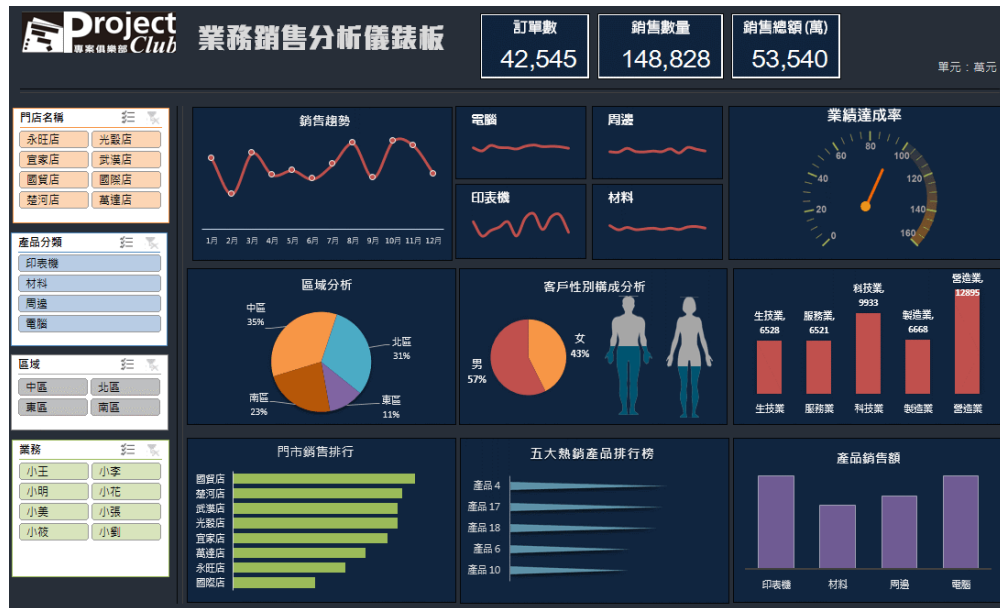 Project
專案俱樂部 Club
業務銷售分析儀錶板
訂單數
42,545
銷售數量
148,828
銷售總額(萬)
53,540
單元：萬元
門店名稱
永旺店 光觳店
宜家店 武漢店
國貿店 國際店
楚河店 萬達店
產品分類
印表機
材料
周邊
電腦
區域
中區 北區
東區 南區
業務
小王 小李
小明 小花
小美 小張
小筱 小劉
銷售趨勢
1月 2月 3月 4月 5月 6月 7月 8月 9月 10月 11月 12月
電腦
周邊
印表機
材料
業績達成率
0
20
40
60
80
100
120
140
160
區域分析
中區
35%
北區
31%
南區
23%
東區
11%
客戶性別構成分析
女
43%
男
57%
生技業,
6528
服務業,
6521
科技業,
9933
製造業,
6668
營造業,
12895
生技業 服務業 科技業 製造業 營造業
門市銷售排行
國貿店
楚河店
武漢店
光觳店
宜家店
萬達店
永旺店
國際店
五大熱銷產品排行榜
產品 4
產品 17
產品 18
產品 6
產品 10
產品銷售額
印表機 材料 周邊 電腦